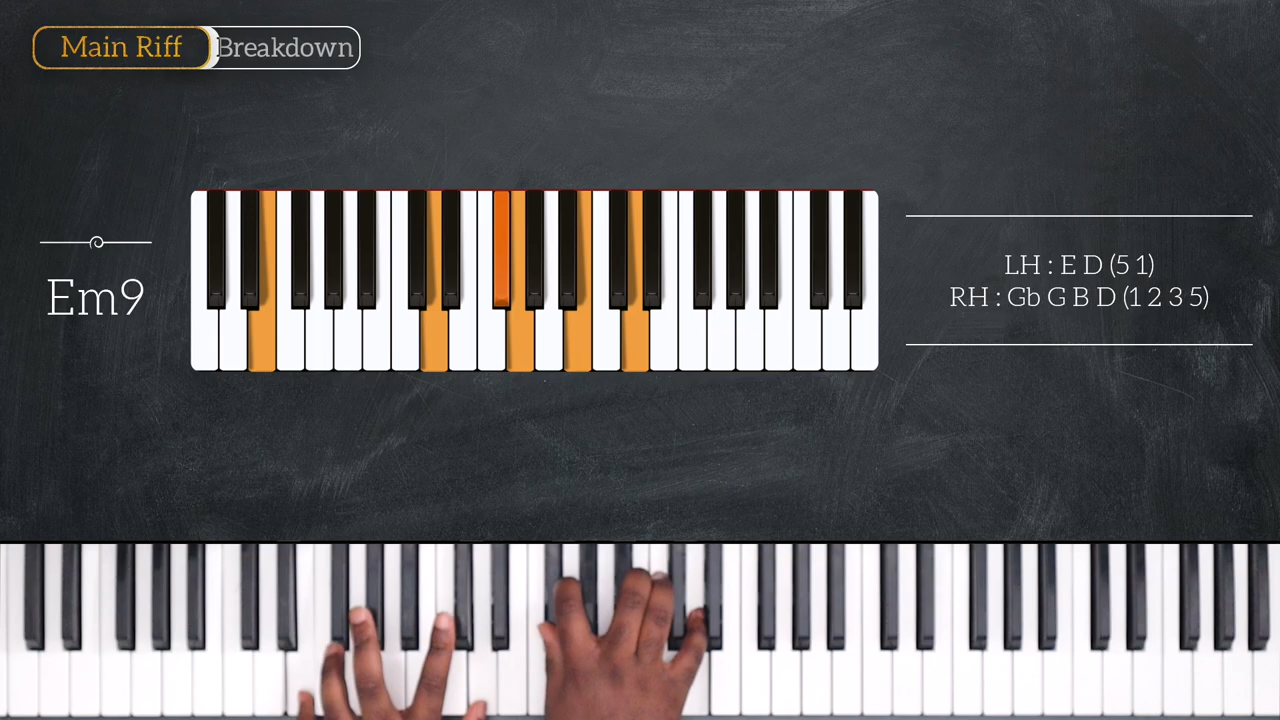 Main Riff Breakdown
Em9
LH : E D (5 1)
RH : Gb G B D (1 2 3 5)